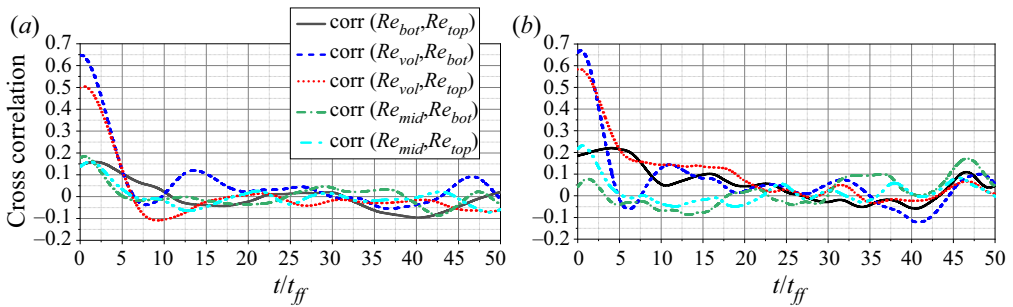 (a)
(b)
Cross correlation
0.7
0.6
0.5
0.4
0.3
0.2
0.1
0
–0.1
–0.2
0 5 10 15 20 25 30 35 40 45 50
t/t_ff
corr (Re_bot,Re_top)
corr (Re_vol,Re_bot)
corr (Re_vol,Re_top)
corr (Re_mid,Re_bot)
corr (Re_mid,Re_top)
0.7
0.6
0.5
0.4
0.3
0.2
0.1
0
–0.1
–0.2
0 5 10 15 20 25 30 35 40 45 50
t/t_ff